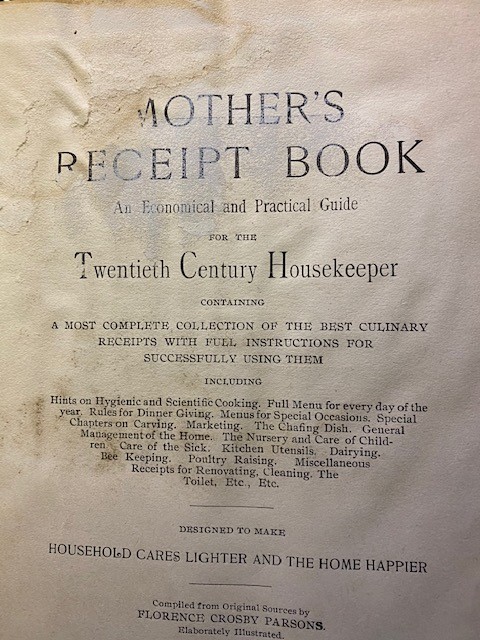 MOTHER'S
RECEIPT BOOK
An Economical and Practical Guide
FOR THE
Twentieth Century Housekeeper
CONTAINING
A MOST COMPLETE COLLECTION OF THE BEST CULINARY
RECEIPTS WITH FULL INSTRUCTIONS FOR
SUCCESSFULLY USING THEM
INCLUDING
Hints on Hygienic and Scientific Cooking. Full Menu for every day of the
year. Rules for Dinner Giving. Menus for Special Occasions. Special
Chapters on Carving. Marketing. The Chafing Dish. General
Management of the Home. The Nursery and Care of Child-
ren. Care of the Sick. Kitchen Utensils. Dairying.
Bee Keeping. Poultry Raising. Miscellaneous
Receipts for Renovating, Cleaning. The
Toilet, Etc., Etc.
DESIGNED TO MAKE
HOUSEHOLD CARES LIGHTER AND THE HOME HAPPIER
Compiled from Original Sources by
FLORENCE CROSBY PARSONS.
Elaborately Illustrated.